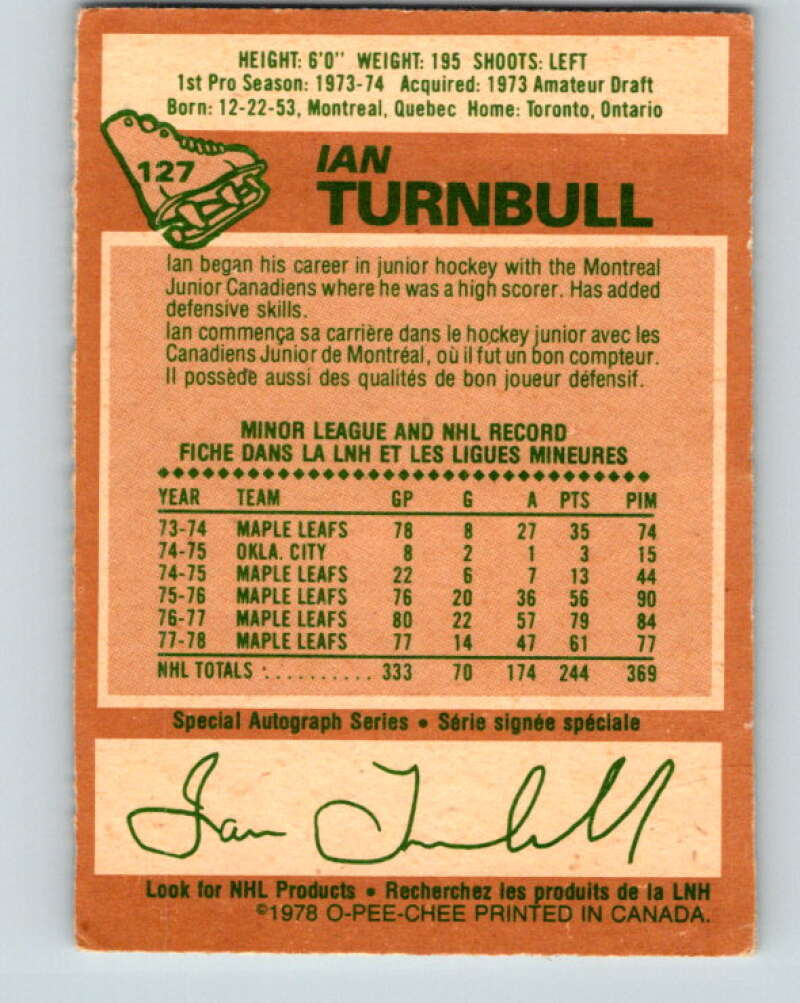 HEIGHT: 6'0" WEIGHT: 195 SHOOTS: LEFT
1st Pro Season: 1973-74 Acquired: 1973 Amateur Draft
Born: 12-22-53, Montreal, Quebec Home: Toronto, Ontario
127
IAN
TURNBULL
Ian began his career in junior hockey with the Montreal
Junior Canadiens where he was a high scorer. Has added
defensive skills.
Ian commença sa carrière dans le hockey junior avec les
Canadiens Junior de Montréal, où il fut un bon compteur.
Il possède aussi des qualités de bon joueur défensif.
MINOR LEAGUE AND NHL RECORD
FICHE DANS LA LNH ET LES LIGUES MINEURES
YEAR TEAM GP G A PTS PIM
73-74 MAPLE LEAFS 78 8 27 35 74
74-75 OKLA. CITY 8 2 1 3 15
74-75 MAPLE LEAFS 22 6 7 13 44
75-76 MAPLE LEAFS 76 20 36 56 90
76-77 MAPLE LEAFS 80 22 57 79 84
77-78 MAPLE LEAFS 77 14 47 61 77
NHL TOTALS : . . . . . . . . . . 333 70 174 244 369
Special Autograph Series • Série signée spéciale
Ian Turnbull
Look for NHL Products • Recherchez les produits de la LNH
©1978 O-PEE-CHEE PRINTED IN CANADA.